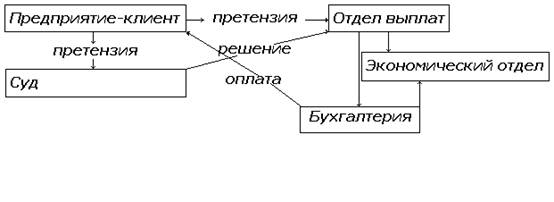 Предприятие-клиент
претензия
Отдел выплат
претензия
решение
Экономический отдел
Суд
оплата
Бухгалтерия